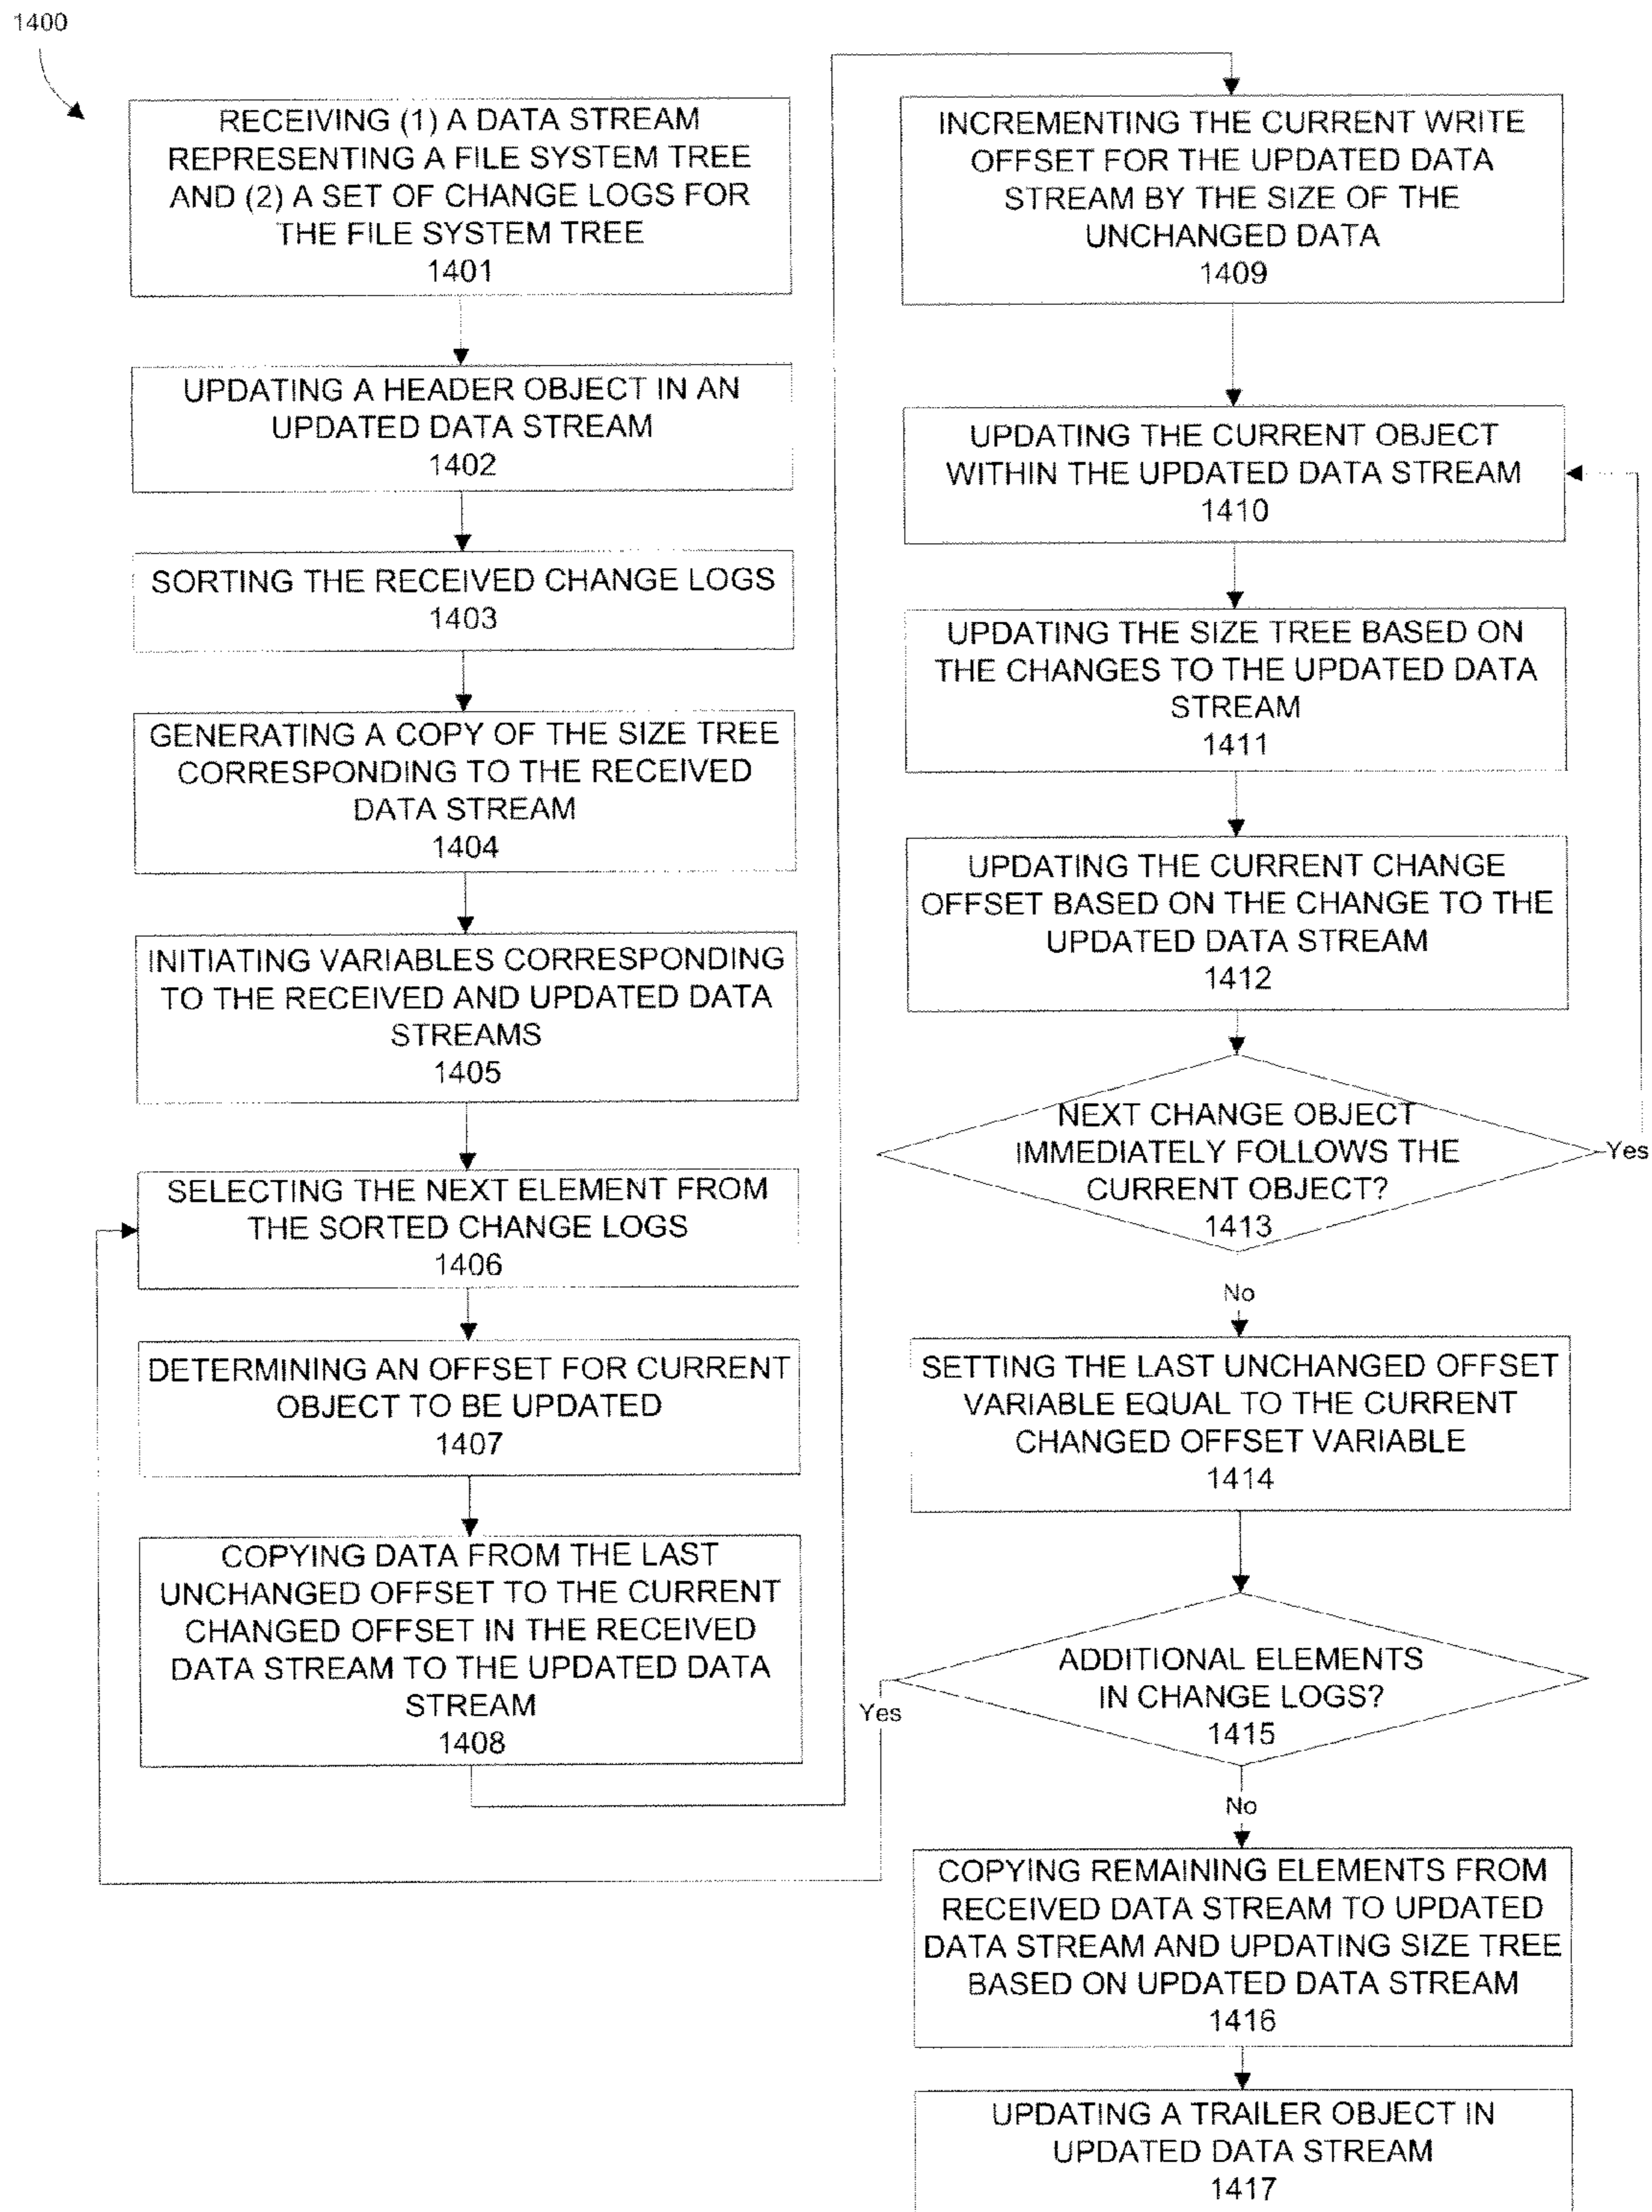 1400
RECEIVING (1) A DATA STREAM
REPRESENTING A FILE SYSTEM TREE
AND (2) A SET OF CHANGE LOGS FOR
THE FILE SYSTEM TREE
1401
UPDATING A HEADER OBJECT IN AN
UPDATED DATA STREAM
1402
SORTING THE RECEIVED CHANGE LOGS
1403
GENERATING A COPY OF THE SIZE TREE
CORRESPONDING TO THE RECEIVED
DATA STREAM
1404
INITIATING VARIABLES CORRESPONDING
TO THE RECEIVED AND UPDATED DATA
STREAMS
1405
SELECTING THE NEXT ELEMENT FROM
THE SORTED CHANGE LOGS
1406
DETERMINING AN OFFSET FOR CURRENT
OBJECT TO BE UPDATED
1407
COPYING DATA FROM THE LAST
UNCHANGED OFFSET TO THE CURRENT
CHANGED OFFSET IN THE RECEIVED
DATA STREAM TO THE UPDATED DATA
STREAM
1408
INCREMENTING THE CURRENT WRITE
OFFSET FOR THE UPDATED DATA
STREAM BY THE SIZE OF THE
UNCHANGED DATA
1409
UPDATING THE CURRENT OBJECT
WITHIN THE UPDATED DATA STREAM
1410
UPDATING THE SIZE TREE BASED ON
THE CHANGES TO THE UPDATED DATA
STREAM
1411
UPDATING THE CURRENT CHANGE
OFFSET BASED ON THE CHANGE TO THE
UPDATED DATA STREAM
1412
NEXT CHANGE OBJECT
IMMEDIATELY FOLLOWS THE
CURRENT OBJECT?
1413
Yes
No
SETTING THE LAST UNCHANGED OFFSET
VARIABLE EQUAL TO THE CURRENT
CHANGED OFFSET VARIABLE
1414
ADDITIONAL ELEMENTS
IN CHANGE LOGS?
1415
Yes
No
COPYING REMAINING ELEMENTS FROM
RECEIVED DATA STREAM TO UPDATED
DATA STREAM AND UPDATING SIZE TREE
BASED ON UPDATED DATA STREAM
1416
UPDATING A TRAILER OBJECT IN
UPDATED DATA STREAM
1417